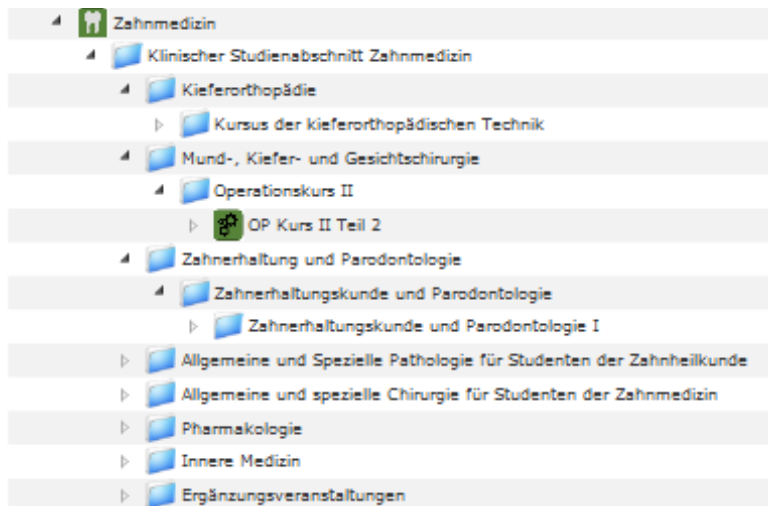 Zahnmedizin
Klinischer Studienabschnitt Zahnmedizin
Kieferorthopädie
Kursus der kieferorthopädischen Technik
Mund-, Kiefer- und Gesichtschirurgie
Operationskurs II
OP Kurs II Teil 2
Zahnerhaltung und Parodontologie
Zahnerhaltungskunde und Parodontologie
Zahnerhaltungskunde und Parodontologie I
Allgemeine und Spezielle Pathologie für Studenten der Zahnheilkunde
Allgemeine und spezielle Chirurgie für Studenten der Zahnmedizin
Pharmakologie
Innere Medizin
Ergänzungsveranstaltungen